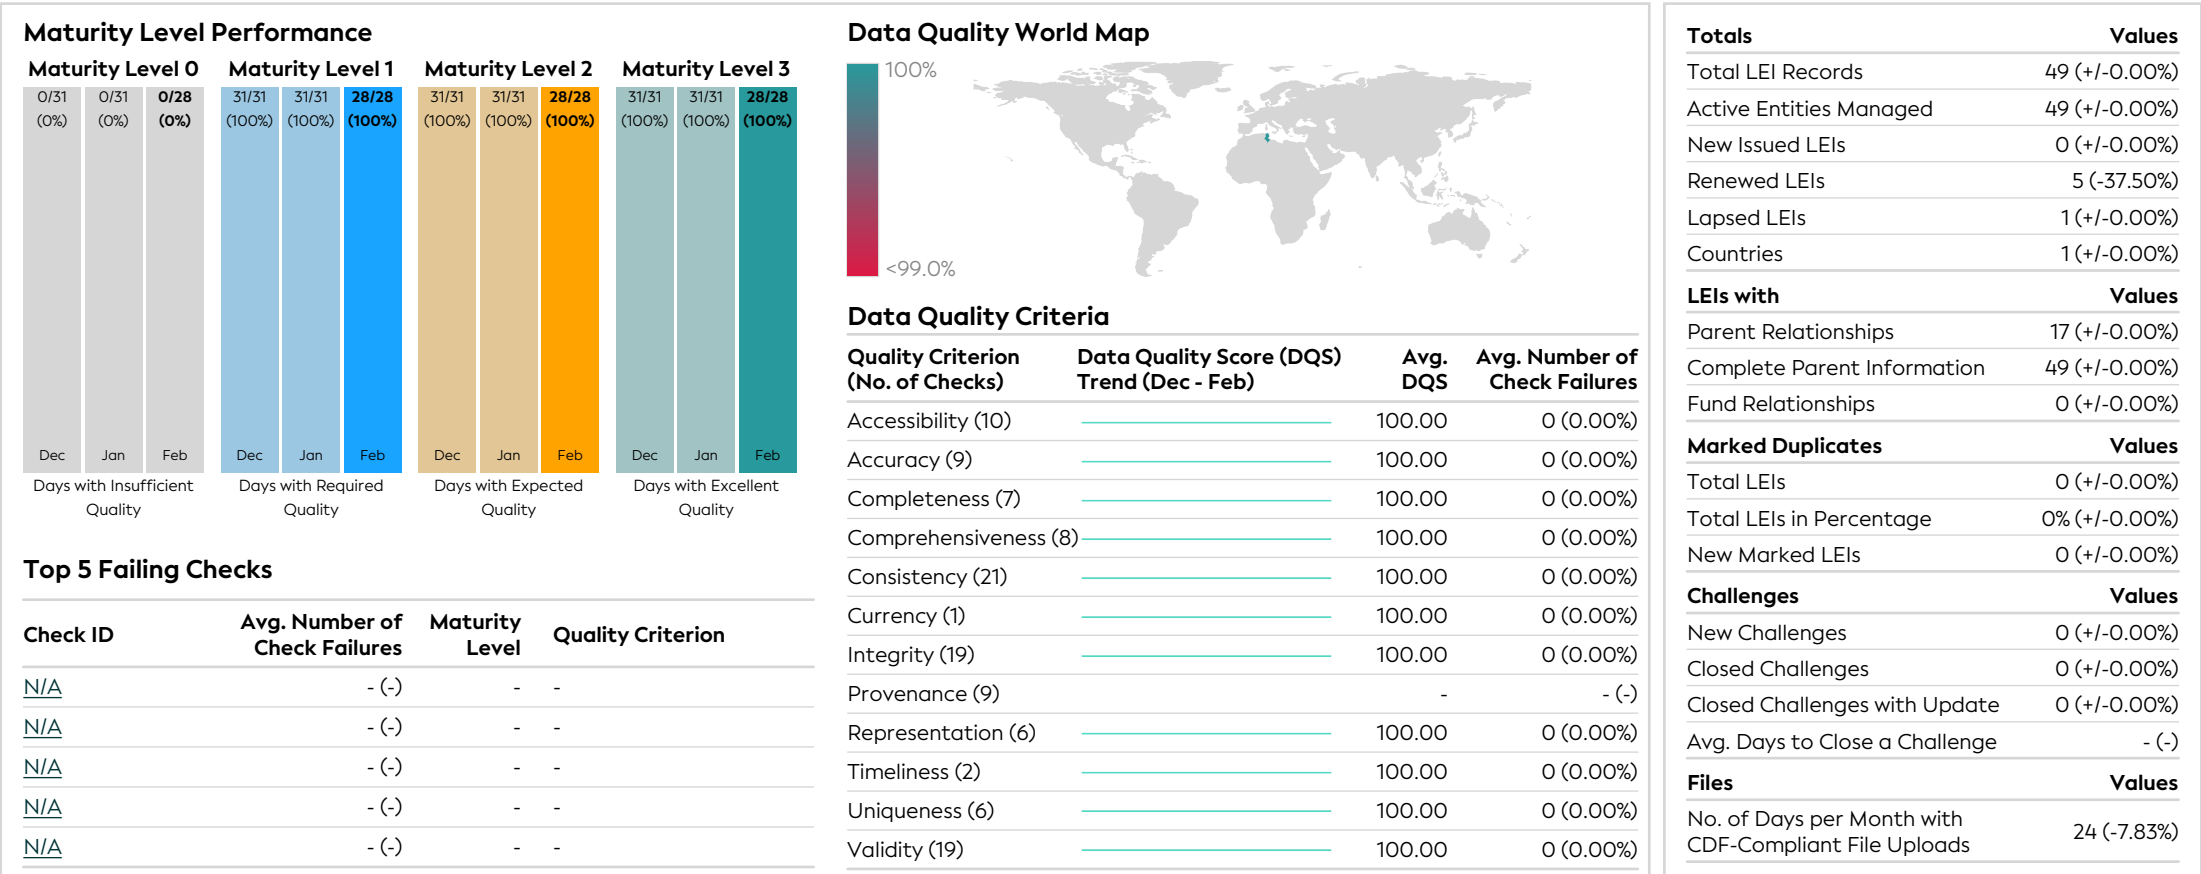 Maturity Level Performance
Maturity Level 0
Maturity Level 1
Maturity Level 2
Maturity Level 3
0/31 0/31 0/28
(0%) (0%) (0%)
31/31 31/31 28/28
(100%) (100%) (100%)
31/31 31/31 28/28
(100%) (100%) (100%)
31/31 31/31 28/28
(100%) (100%) (100%)
Dec Jan Feb
Dec Jan Feb
Dec Jan Feb
Dec Jan Feb
Days with Insufficient
Quality
Days with Required
Quality
Days with Expected
Quality
Days with Excellent
Quality
Top 5 Failing Checks
Check ID
Avg. Number of
Check Failures
Maturity
Level
Quality Criterion
N/A - (-) - -
N/A - (-) - -
N/A - (-) - -
N/A - (-) - -
N/A - (-) - -
Data Quality World Map
100%
<99.0%
Data Quality Criteria
Quality Criterion
(No. of Checks)
Data Quality Score (DQS)
Trend (Dec - Feb)
Avg.
DQS
Avg. Number of
Check Failures
Accessibility (10) 100.00 0 (0.00%)
Accuracy (9) 100.00 0 (0.00%)
Completeness (7) 100.00 0 (0.00%)
Comprehensiveness (8) 100.00 0 (0.00%)
Consistency (21) 100.00 0 (0.00%)
Currency (1) 100.00 0 (0.00%)
Integrity (19) 100.00 0 (0.00%)
Provenance (9) - - (-)
Representation (6) 100.00 0 (0.00%)
Timeliness (2) 100.00 0 (0.00%)
Uniqueness (6) 100.00 0 (0.00%)
Validity (19) 100.00 0 (0.00%)
Totals Values
Total LEI Records 49 (+/-0.00%)
Active Entities Managed 49 (+/-0.00%)
New Issued LEIs 0 (+/-0.00%)
Renewed LEIs 5 (-37.50%)
Lapsed LEIs 1 (+/-0.00%)
Countries 1 (+/-0.00%)
LEIs with Values
Parent Relationships 17 (+/-0.00%)
Complete Parent Information 49 (+/-0.00%)
Fund Relationships 0 (+/-0.00%)
Marked Duplicates Values
Total LEIs 0 (+/-0.00%)
Total LEIs in Percentage 0% (+/-0.00%)
New Marked LEIs 0 (+/-0.00%)
Challenges Values
New Challenges 0 (+/-0.00%)
Closed Challenges 0 (+/-0.00%)
Closed Challenges with Update 0 (+/-0.00%)
Avg. Days to Close a Challenge - (-)
Files Values
No. of Days per Month with
CDF-Compliant File Uploads 24 (-7.83%)